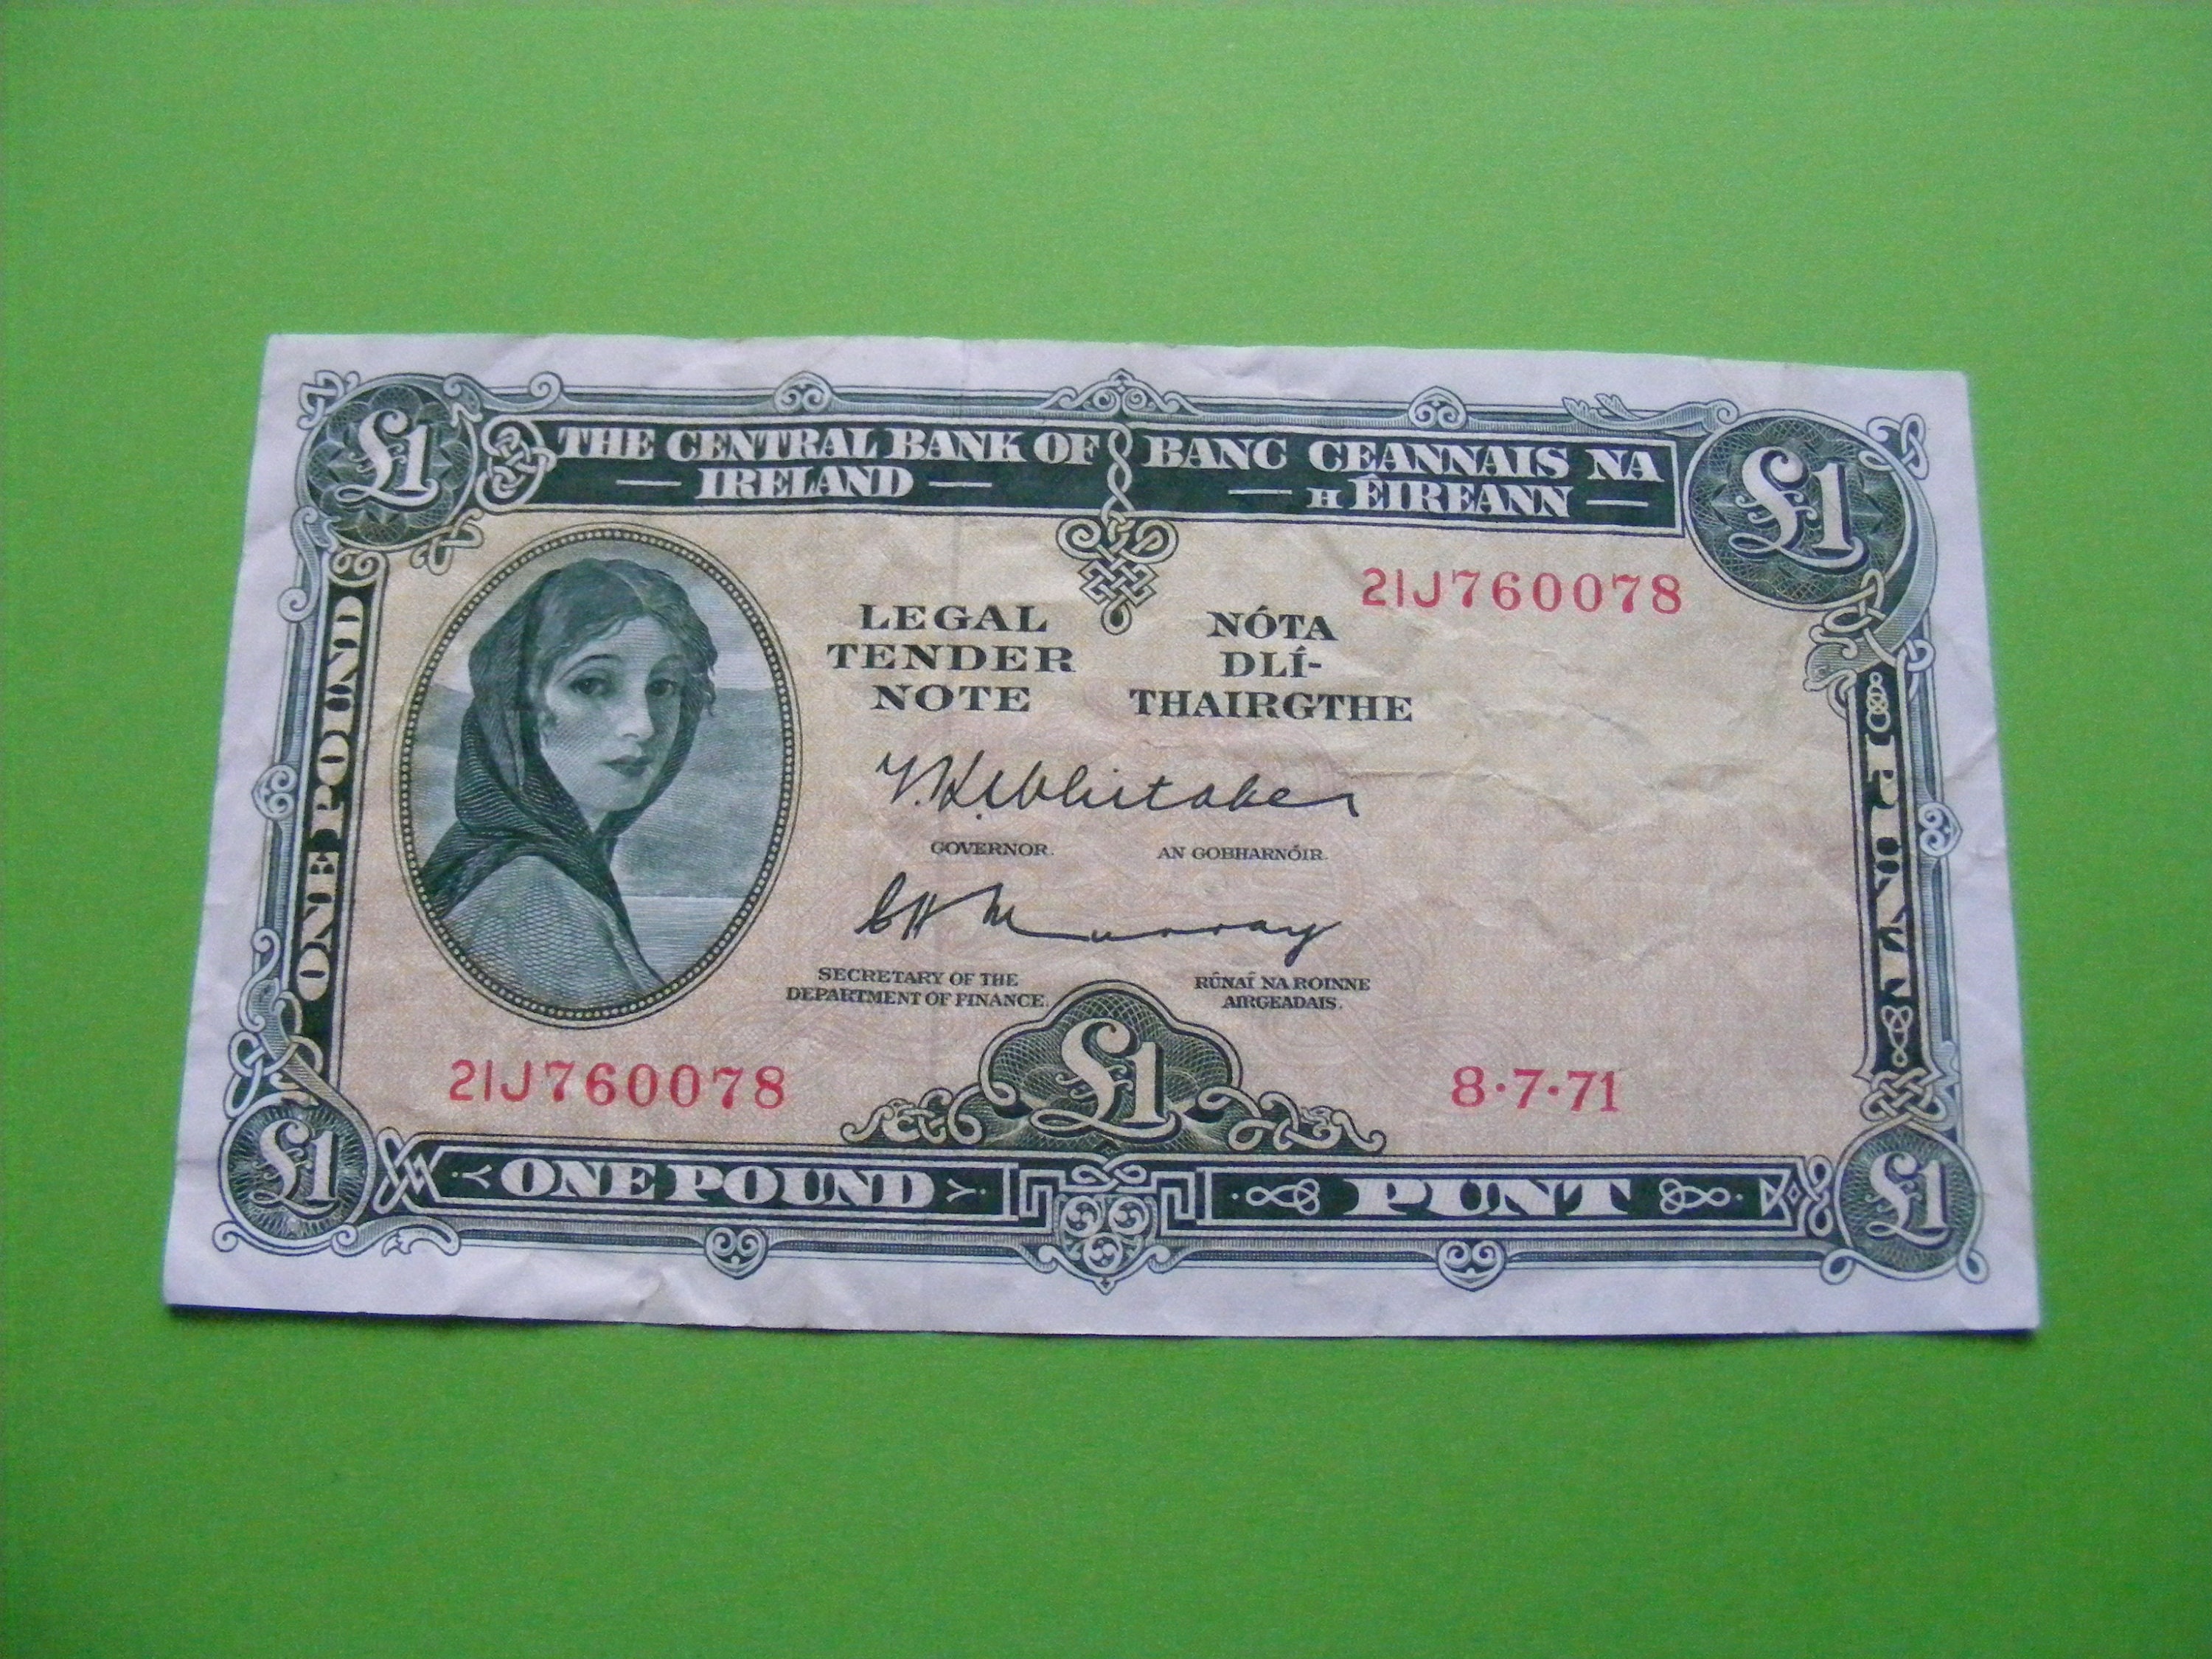 £1
THE CENTRAL BANK OF
IRELAND
BANC CEANNAIS NA
H ÉIREANN
£1
21J760078
LEGAL
TENDER
NOTE
NÓTA
DLÍ-
THAIRGTHE
ONE POUND
PUNT
T.K. Whitaker
GOVERNOR.
AN GOBHARNÓIR.
C H Murray
SECRETARY OF THE
DEPARTMENT OF FINANCE.
RÚNAÍ NA ROINNE
AIRGEADAIS.
21J760078
£1
8·7·71
£1
ONE POUND
PUNT
£1